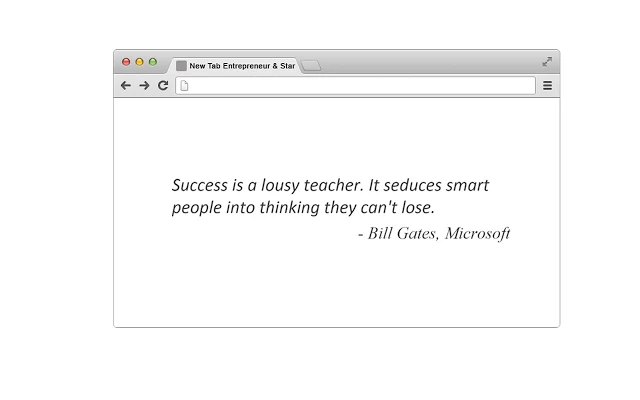 New Tab Entrepreneur & Star
Success is a lousy teacher. It seduces smart
people into thinking they can't lose.
- Bill Gates, Microsoft